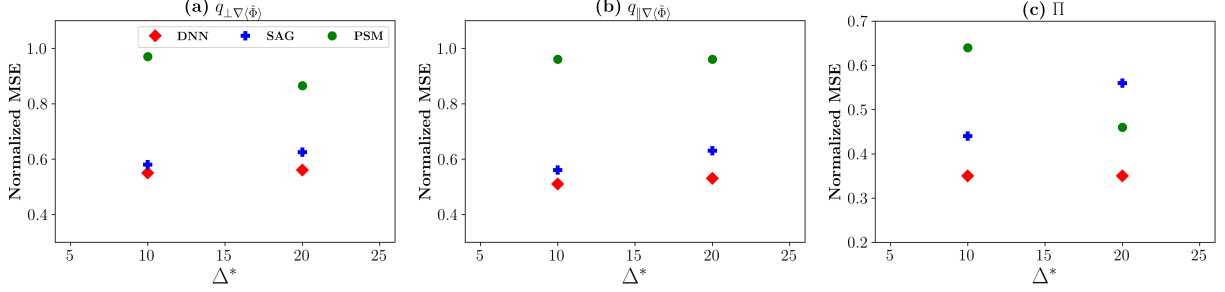 (a) q⊥∇⟨Φ̃⟩
DNN SAG PSM
Normalized MSE
1.0
0.8
0.6
0.4
5 10 15 20 25
Δ*
(b) q∥∇⟨Φ̃⟩
Normalized MSE
1.0
0.8
0.6
0.4
5 10 15 20 25
Δ*
(c) Π
Normalized MSE
0.7
0.6
0.5
0.4
0.3
0.2
5 10 15 20 25
Δ*